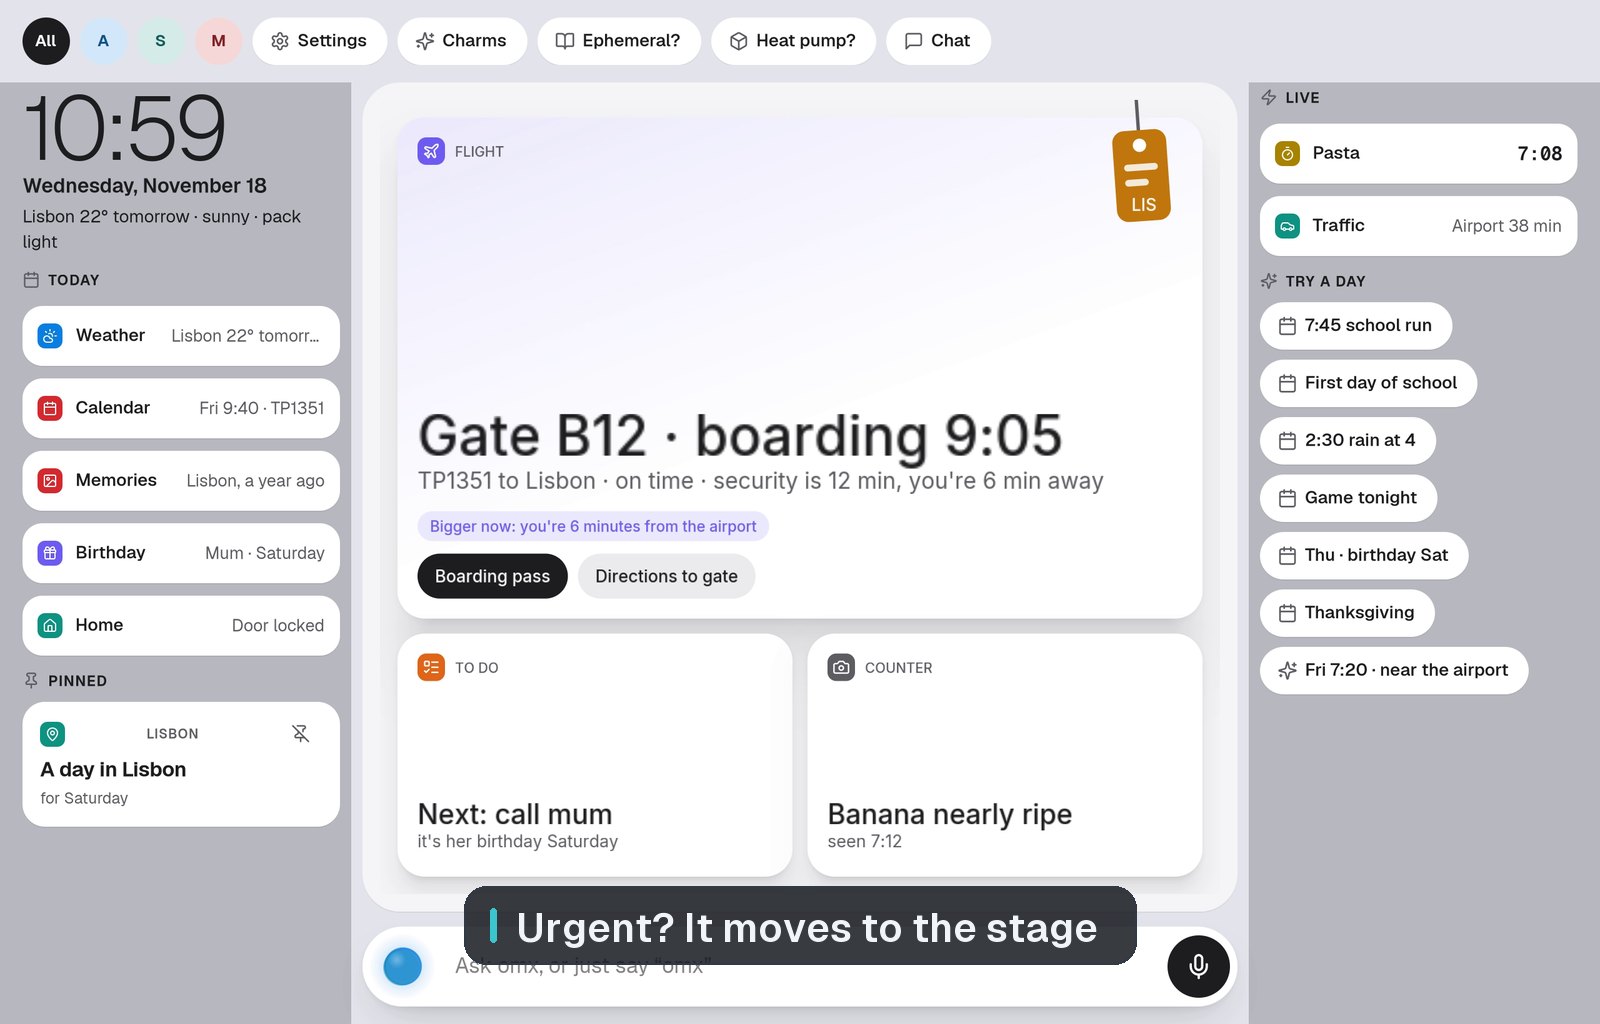 All
A
S
M
Settings
Charms
Ephemeral?
Heat pump?
Chat
10:59
Wednesday, November 18
Lisbon 22° tomorrow · sunny · pack
light
TODAY
Weather Lisbon 22° tomorr...
Calendar Fri 9:40 · TP1351
Memories Lisbon, a year ago
Birthday Mum · Saturday
Home Door locked
PINNED
LISBON
A day in Lisbon
for Saturday
FLIGHT
LIS
Gate B12 · boarding 9:05
TP1351 to Lisbon · on time · security is 12 min, you're 6 min away
Bigger now: you're 6 minutes from the airport
Boarding pass
Directions to gate
TO DO
Next: call mum
it's her birthday Saturday
COUNTER
Banana nearly ripe
seen 7:12
Urgent? It moves to the stage
Ask omx, or just say “omx”
LIVE
Pasta 7:08
Traffic Airport 38 min
TRY A DAY
7:45 school run
First day of school
2:30 rain at 4
Game tonight
Thu · birthday Sat
Thanksgiving
Fri 7:20 · near the airport